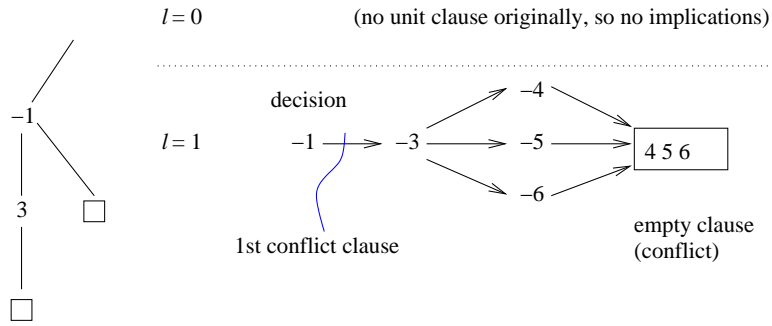 l = 0
(no unit clause originally, so no implications)
decision
−1
l = 1
−1
−3
−4
−5
−6
4 5 6
3
1st conflict clause
empty clause
(conflict)